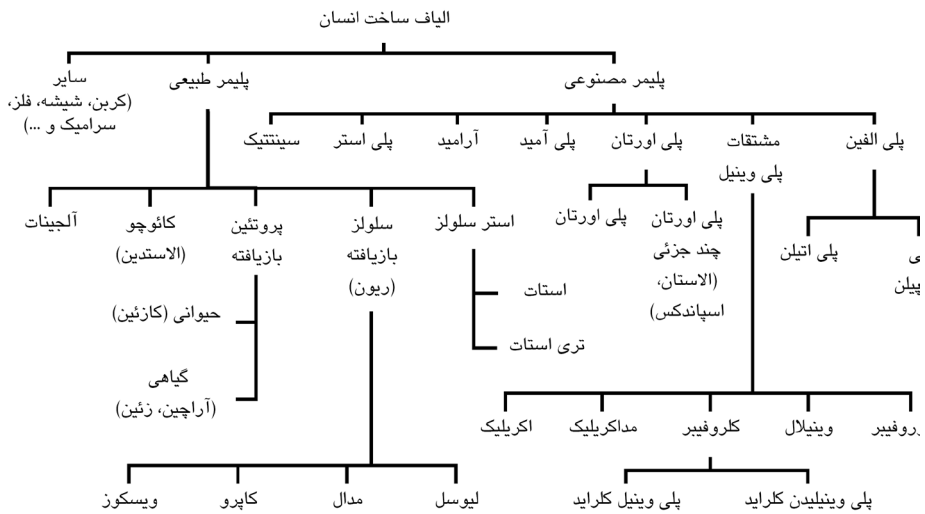 الیاف ساخت انسان
پلیمر مصنوعی
پلیمر طبیعی
سایر
(کربن، شیشه، فلز،
سرامیک و ...)
پلی الفین
مشتقات
پلی وینیل
پلی اورتان
پلی آمید
آرامید
پلی استر
سینتتیک
پلی اتیلن
پلی اورتان
چند جزئی
(الاستان،
اسپاندکس)
پلی اورتان
استر سلولز
سلولز
بازیافته
(ریون)
پروتئین
بازیافته
کائوچو
(الاستدین)
آلجینات
استات
تری استات
حیوانی (کازئین)
گیاهی
(آراچین، زئین)
وینیلال
کلروفیبر
مداکریلیک
اکریلیک
پلی وینیلیدن کلراید
پلی وینیل کلراید
لیوسل
مدال
کاپرو
ویسکوز